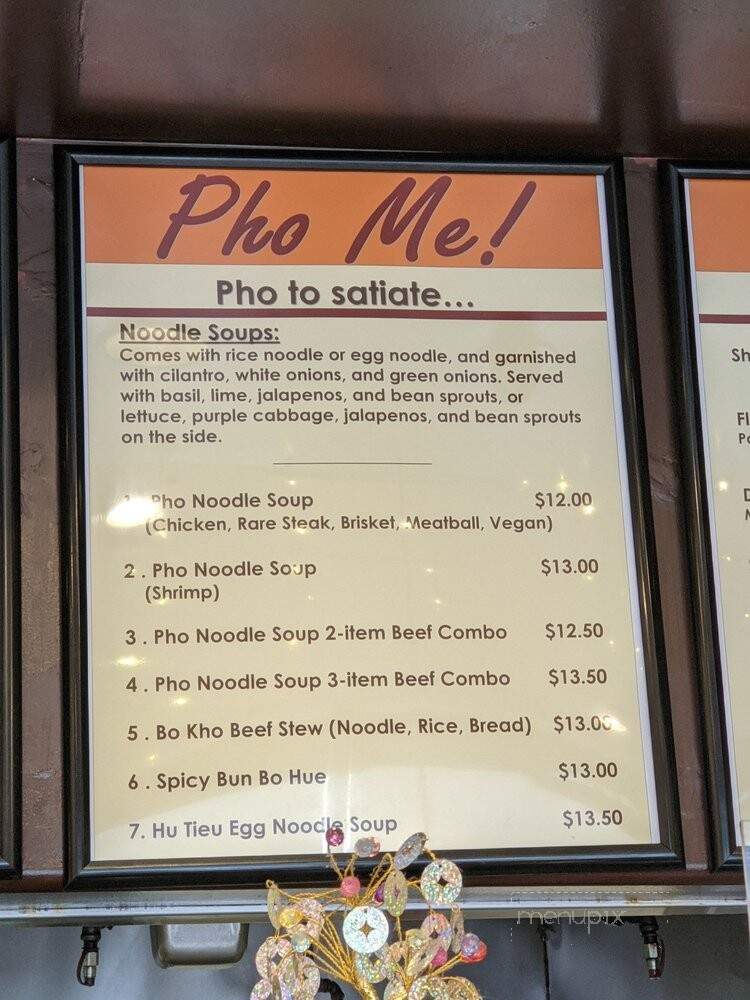 Pho Me!
Pho to satiate...
Noodle Soups:
Comes with rice noodle or egg noodle, and garnished
with cilantro, white onions, and green onions. Served
with basil, lime, jalapenos, and bean sprouts, or
lettuce, purple cabbage, jalapenos, and bean sprouts
on the side.
1. Pho Noodle Soup $12.00
(Chicken, Rare Steak, Brisket, Meatball, Vegan)
2 . Pho Noodle Soup $13.00
(Shrimp)
3 . Pho Noodle Soup 2-item Beef Combo $12.50
4 . Pho Noodle Soup 3-item Beef Combo $13.50
5 . Bo Kho Beef Stew (Noodle, Rice, Bread) $13.00
6 . Spicy Bun Bo Hue $13.00
7. Hu Tieu Egg Noodle Soup $13.50
menupix